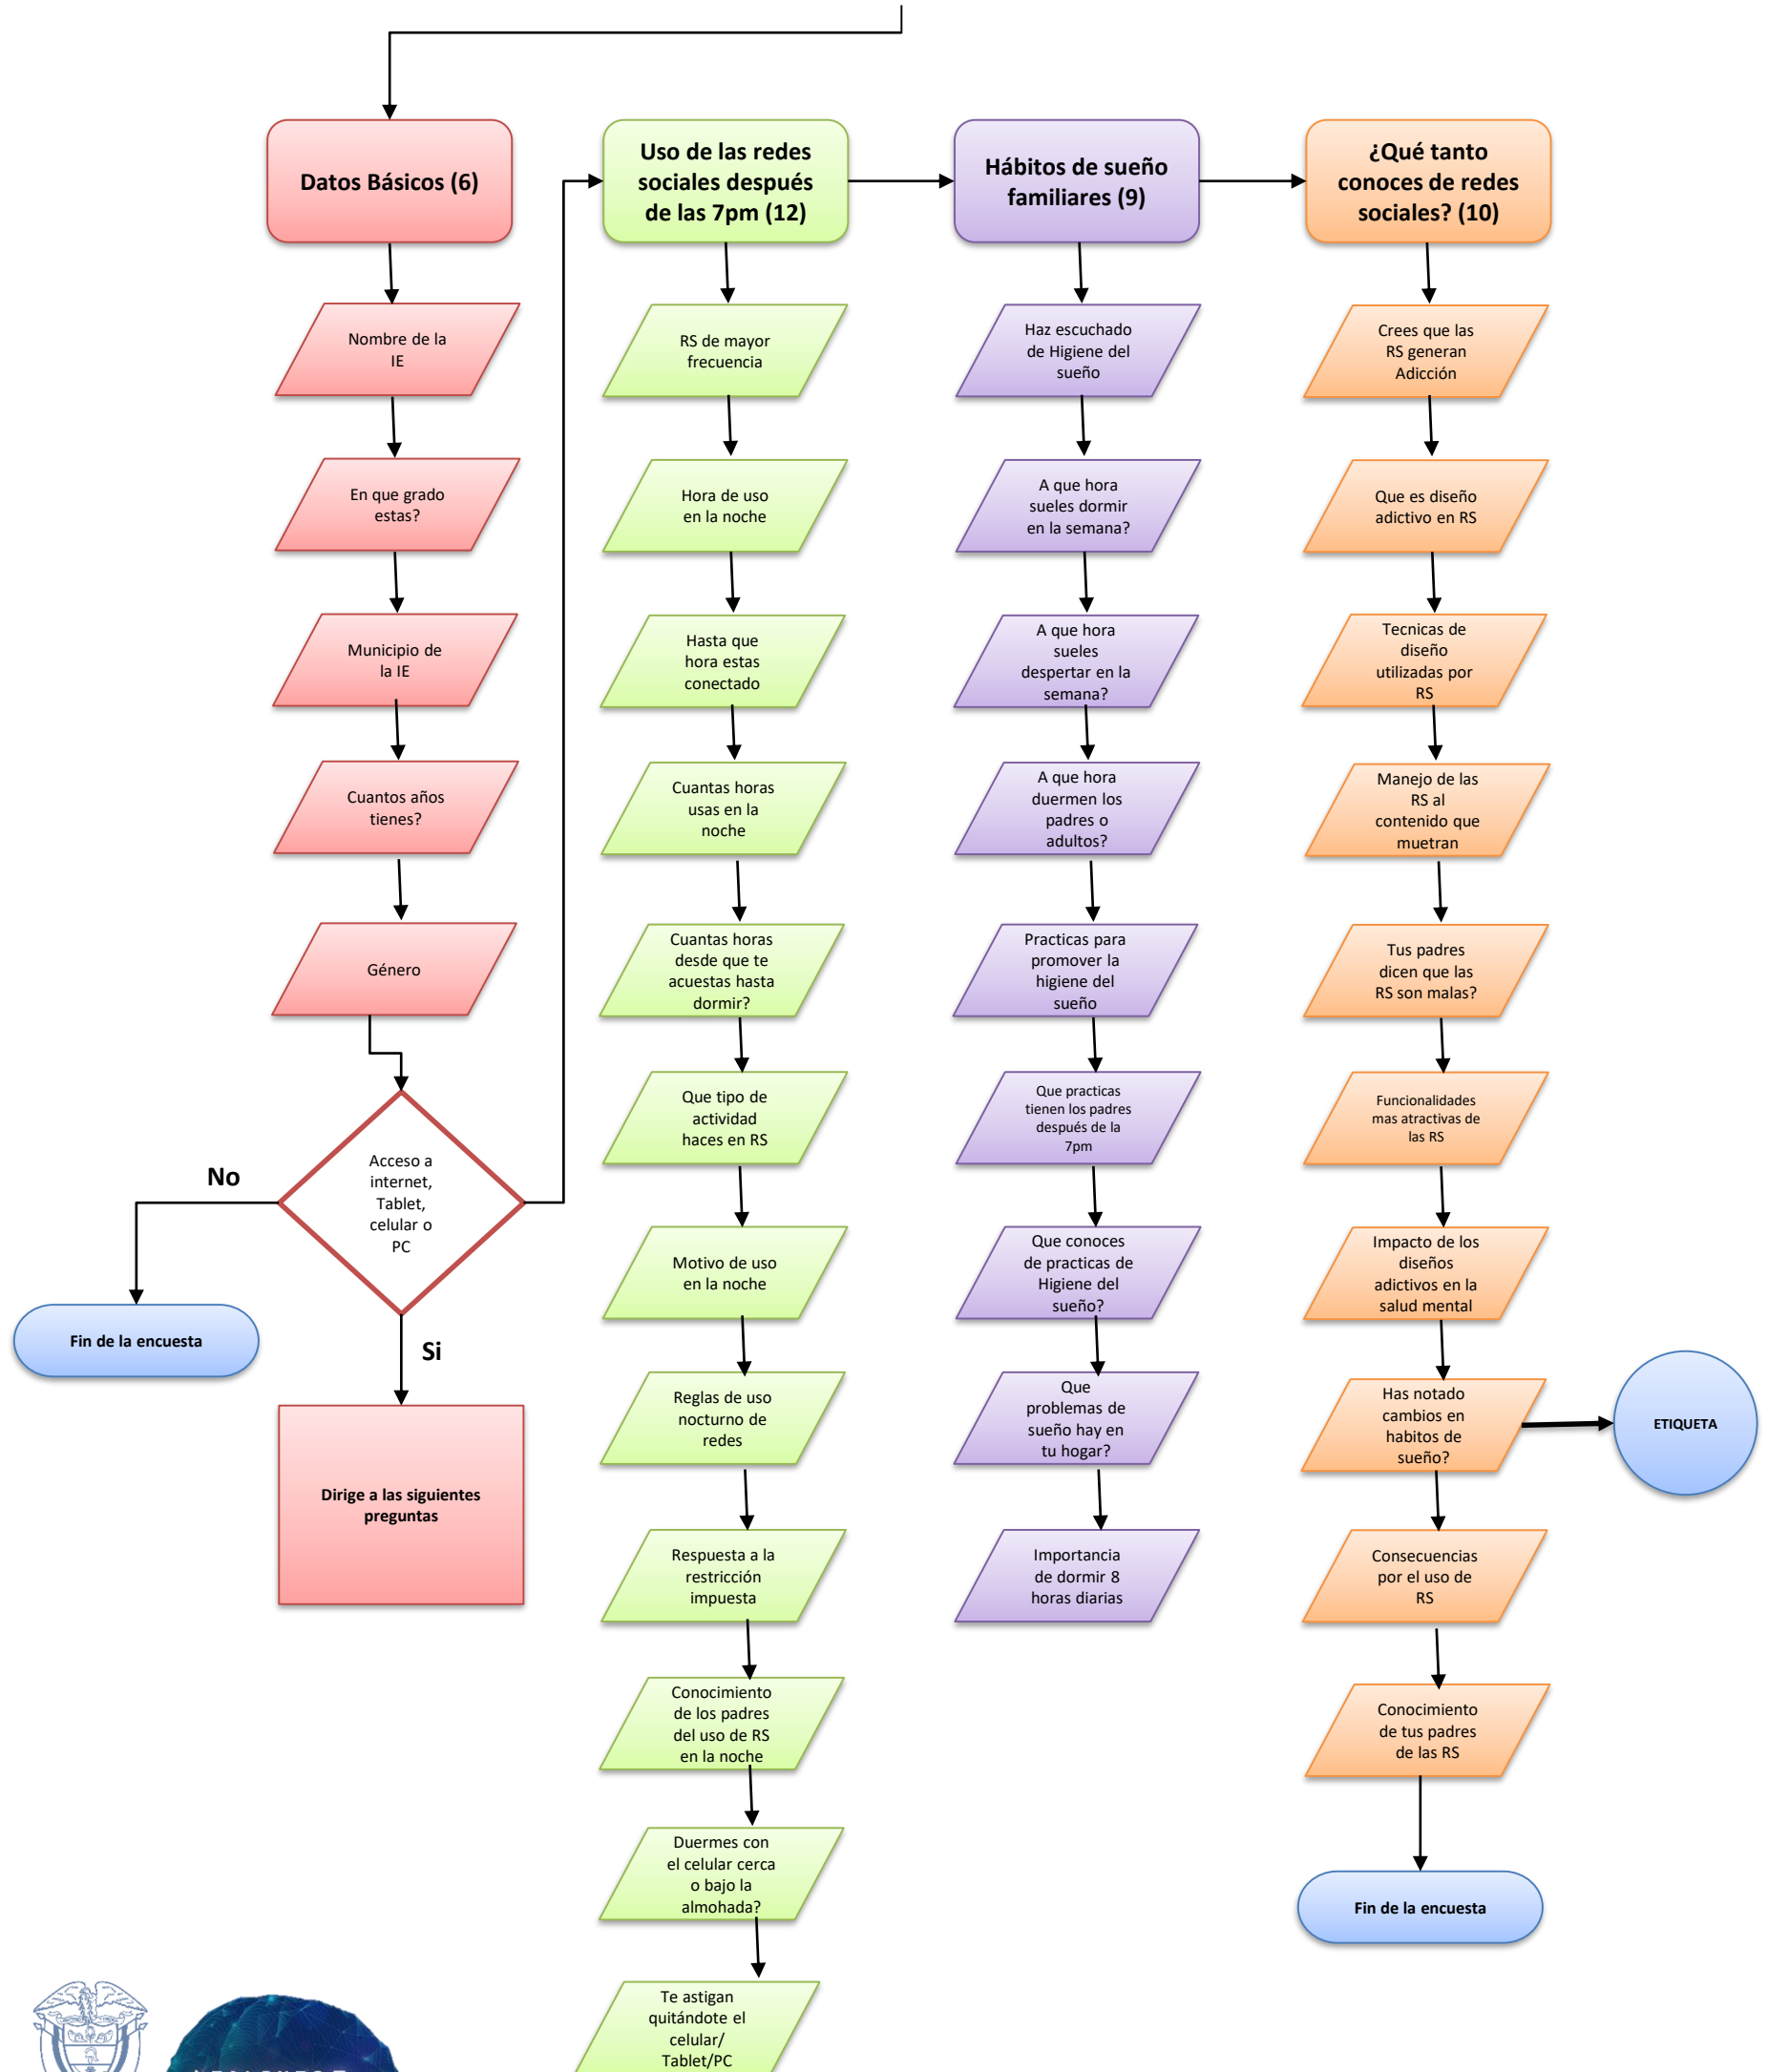 Datos Básicos (6)
Nombre de la
IE
En que grado
estas?
Municipio de
la IE
Cuantos años
tienes?
Género
Acceso a
internet,
Tablet,
celular o
PC
No
Fin de la encuesta
Si
Dirige a las siguientes
preguntas
Uso de las redes
sociales después
de las 7pm (12)
RS de mayor
frecuencia
Hora de uso
en la noche
Hasta que
hora estas
conectado
Cuantas horas
usas en la
noche
Cuantas horas
desde que te
acuestas hasta
dormir?
Que tipo de
actividad
haces en RS
Motivo de uso
en la noche
Reglas de uso
nocturno de
redes
Respuesta a la
restricción
impuesta
Conocimiento
de los padres
del uso de RS
en la noche
Duermes con
el celular cerca
o bajo la
almohada?
Te astigan
quitándote el
celular/
Tablet/PC
Hábitos de sueño
familiares (9)
Haz escuchado
de Higiene del
sueño
A que hora
sueles dormir
en la semana?
A que hora
sueles
despertar en la
semana?
A que hora
duermen los
padres o
adultos?
Practicas para
promover la
higiene del
sueño
Que practicas
tienen los padres
después de la
7pm
Que conoces
de practicas de
Higiene del
sueño?
Que
problemas de
sueño hay en
tu hogar?
Importancia
de dormir 8
horas diarias
¿Qué tanto
conoces de redes
sociales? (10)
Crees que las
RS generan
Adicción
Que es diseño
adictivo en RS
Tecnicas de
diseño
utilizadas por
RS
Manejo de las
RS al
contenido que
muetran
Tus padres
dicen que las
RS son malas?
Funcionalidades
mas atractivas de
las RS
Impacto de los
diseños
adictivos en la
salud mental
Has notado
cambios en
habitos de
sueño?
ETIQUETA
Consecuencias
por el uso de
RS
Conocimiento
de tus padres
de las RS
Fin de la encuesta